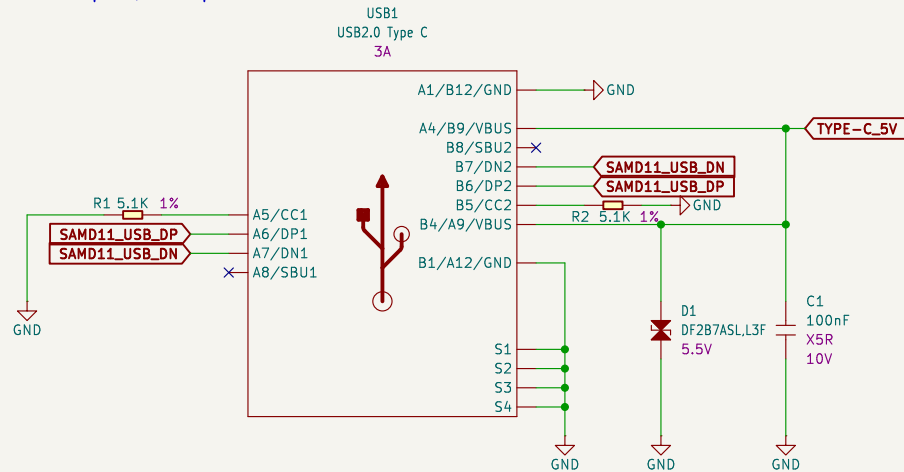 USB1
USB2.0 Type C
3A
A1/B12/GND
GND
A4/B9/VBUS
TYPE-C_5V
B8/SBU2
B7/DN2
SAMD11_USB_DN
B6/DP2
SAMD11_USB_DP
R1 5.1K 1%
B5/CC2
GND
A5/CC1
R2 5.1K 1%
SAMD11_USB_DP
A6/DP1
B4/A9/VBUS
SAMD11_USB_DN
A7/DN1
A8/SBU1
B1/A12/GND
GND
D1
DF2B7ASL,L3F
5.5V
C1
100nF
X5R
10V
S1
S2
S3
S4
GND
GND
GND